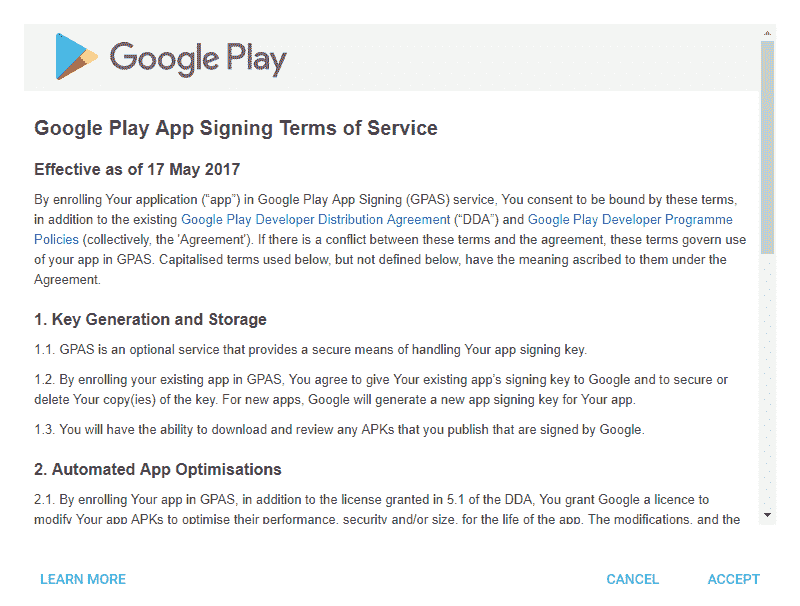 Google Play
Google Play App Signing Terms of Service
Effective as of 17 May 2017
By enrolling Your application (“app”) in Google Play App Signing (GPAS) service, You consent to be bound by these terms,
in addition to the existing Google Play Developer Distribution Agreement (“DDA”) and Google Play Developer Programme
Policies (collectively, the 'Agreement'). If there is a conflict between these terms and the agreement, these terms govern use
of your app in GPAS. Capitalised terms used below, but not defined below, have the meaning ascribed to them under the
Agreement.
1. Key Generation and Storage
1.1. GPAS is an optional service that provides a secure means of handling Your app signing key.
1.2. By enrolling your existing app in GPAS, You agree to give Your existing app’s signing key to Google and to secure or
delete Your copy(ies) of the key. For new apps, Google will generate a new app signing key for Your app.
1.3. You will have the ability to download and review any APKs that you publish that are signed by Google.
2. Automated App Optimisations
2.1. By enrolling Your app in GPAS, in addition to the license granted in 5.1 of the DDA, You grant Google a licence to
modify Your app APKs to optimise their performance, security and/or size, for the life of the app. The modifications, and the
LEARN MORE CANCEL ACCEPT